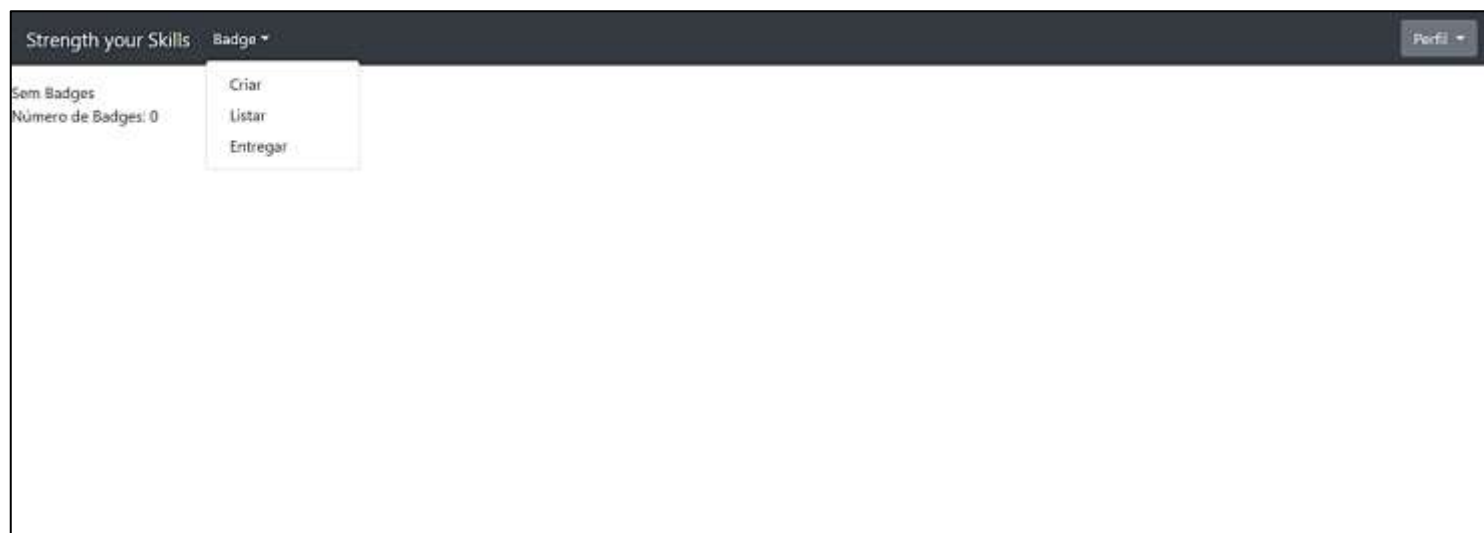 Strength your Skills Badge Perfil
Sem Badges
Número de Badges: 0
Criar
Listar
Entregar